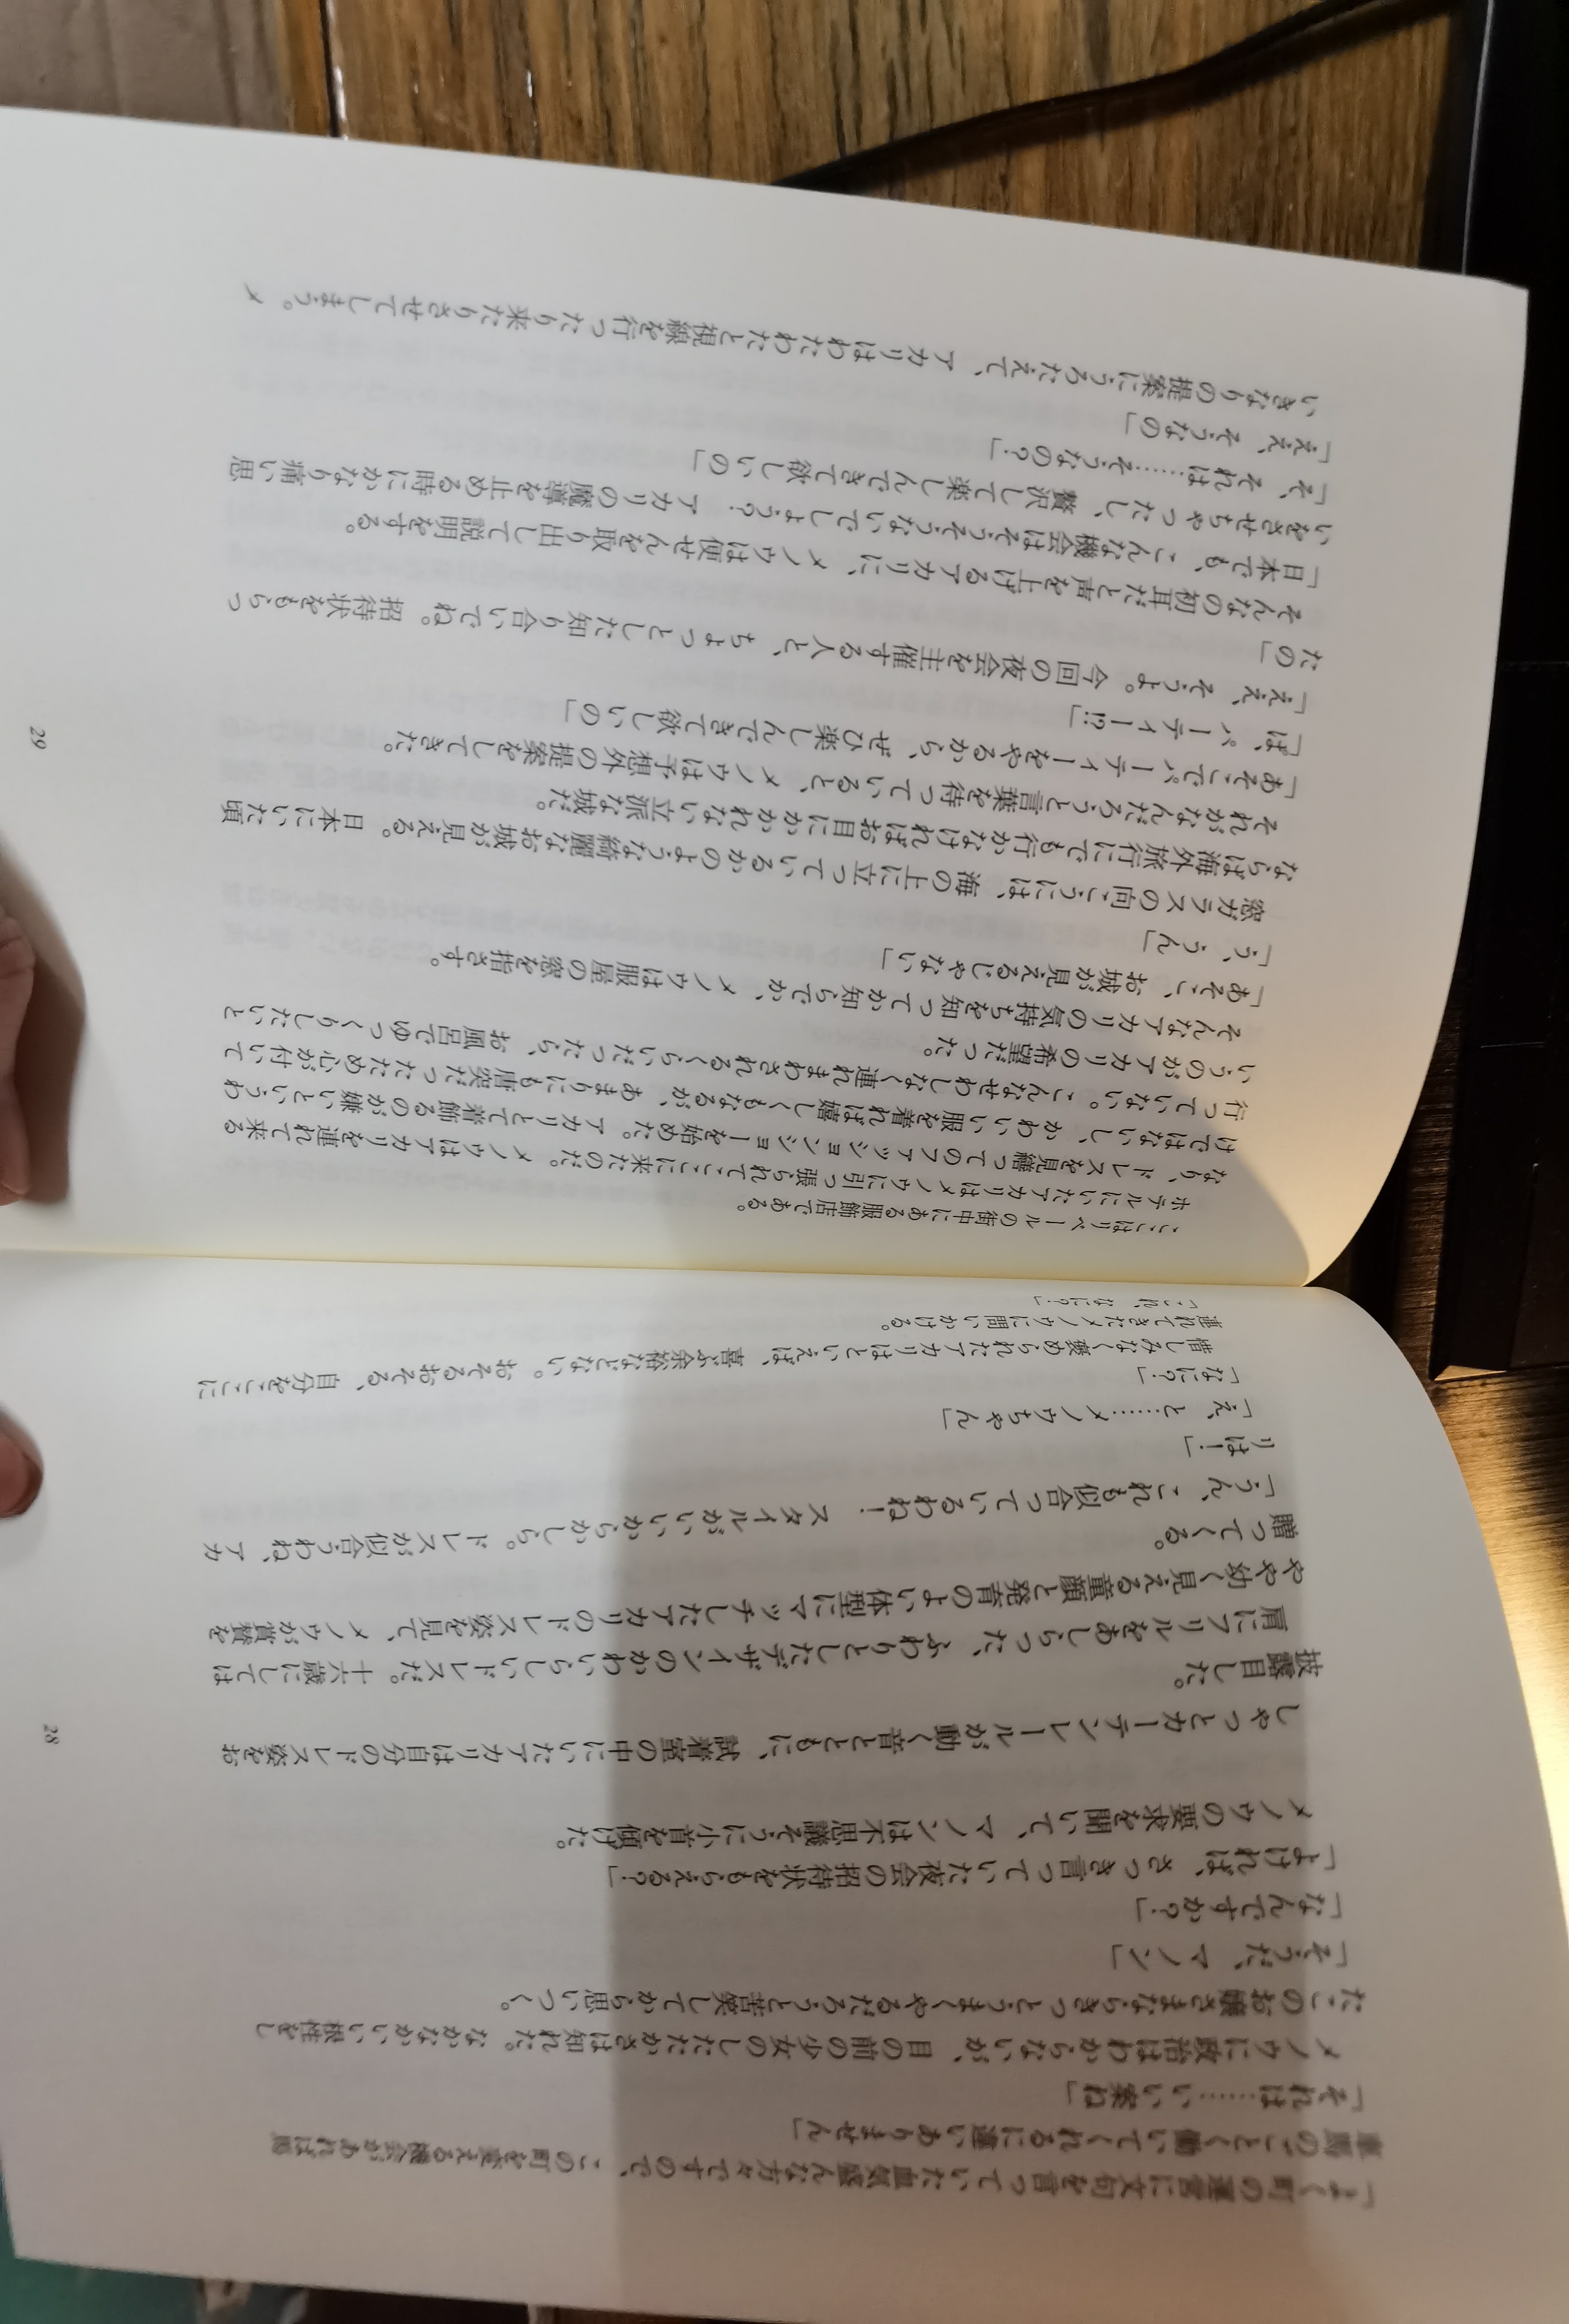 「よく町の運営に文句を言っていた血気盛んな方々ですので、この町を変える機会があれば馬
車馬のごとく働いてくれるに違いありません」
「それは……いい案ね」
メノウに政治はわからないが、目の前の少女のしたたかさは知れた。なかなかいい根性をし
たこのお嬢さまならきっとうまくやるだろうと苦笑してから思いつく。
「そうだ、マノン」
「なんですか？」
「よければ、さっき言っていた夜会の招待状をもらえる？」
メノウの要求を聞いて、マノンは不思議そうに小首を傾げた。
しゃっとカーテンレールが動く音とともに、試着室の中にいたアカリは自分のドレス姿をお
披露目した。
肩にフリルをあしらった、ふわりとしたデザインのかわいらしいドレスだ。十六歳にしては
やや幼く見える童顔と発育のよい体型にマッチしたアカリのドレス姿を見て、メノウが賞賛を
贈ってくる。
「うん、これも似合っているわね！　スタイルがいいからかしら。ドレスが似合うわね、アカ
リは！」
「え、と……メノウちゃん」
「なに？」
惜しみなく褒められたアカリはといえば、喜ぶ余裕などない。おそるおそる、自分をここに
連れてきたメノウに問いかける。
「これ、なに？」
28
ここはリベールの街中にある服飾店である。
ホテルにいたアカリはメノウに引っ張られてここに来たのだ。メノウはアカリを連れて来る
なり、ドレスを見繕ってのファッションショーを始めた。アカリとて着飾るのが嫌いというわ
けではないし、かわいい服を着れば嬉しくもなるが、あまりにも唐突だったため心が付いて
行っていない。こんなせわしなく連れまわされるくらいだったら、お風呂でゆっくりしたいと
いうのがアカリの希望だった。
そんなアカリの気持ちを知ってか知らでか、メノウは服屋の窓を指さす。
「あそこ、お城が見えるじゃない」
「う、うん」
窓ガラスの向こうには、海の上に立っているかのような綺麗なお城が見える。日本にいた頃
ならば海外旅行にでも行かなければお目にかかれない立派な城だ。
それがなんだろうと言葉を待っていると、メノウは予想外の提案をしてきた。
「あそこでパーティーをやるから、ぜひ楽しんできて欲しいの」
「ぱ、パーティー⁉」
「ええ、そうよ。今回の夜会を主催する人と、ちょっとした知り合いでね。招待状をもらっ
たの」
そんなの初耳だと声を上げるアカリに、メノウは便せんを取り出して説明をする。
「日本でも、こんな機会はそうそうないでしょう？　アカリの魔導を止める時にかなり痛い思
いをさせちゃったし、贅沢して楽しんできて欲しいの」
「そ、それは……そうなの？」
「ええ、そうなの」
いきなりの提案にうろたえて、アカリはわたわたと視線を行ったり来たりさせてしまう。メ
29